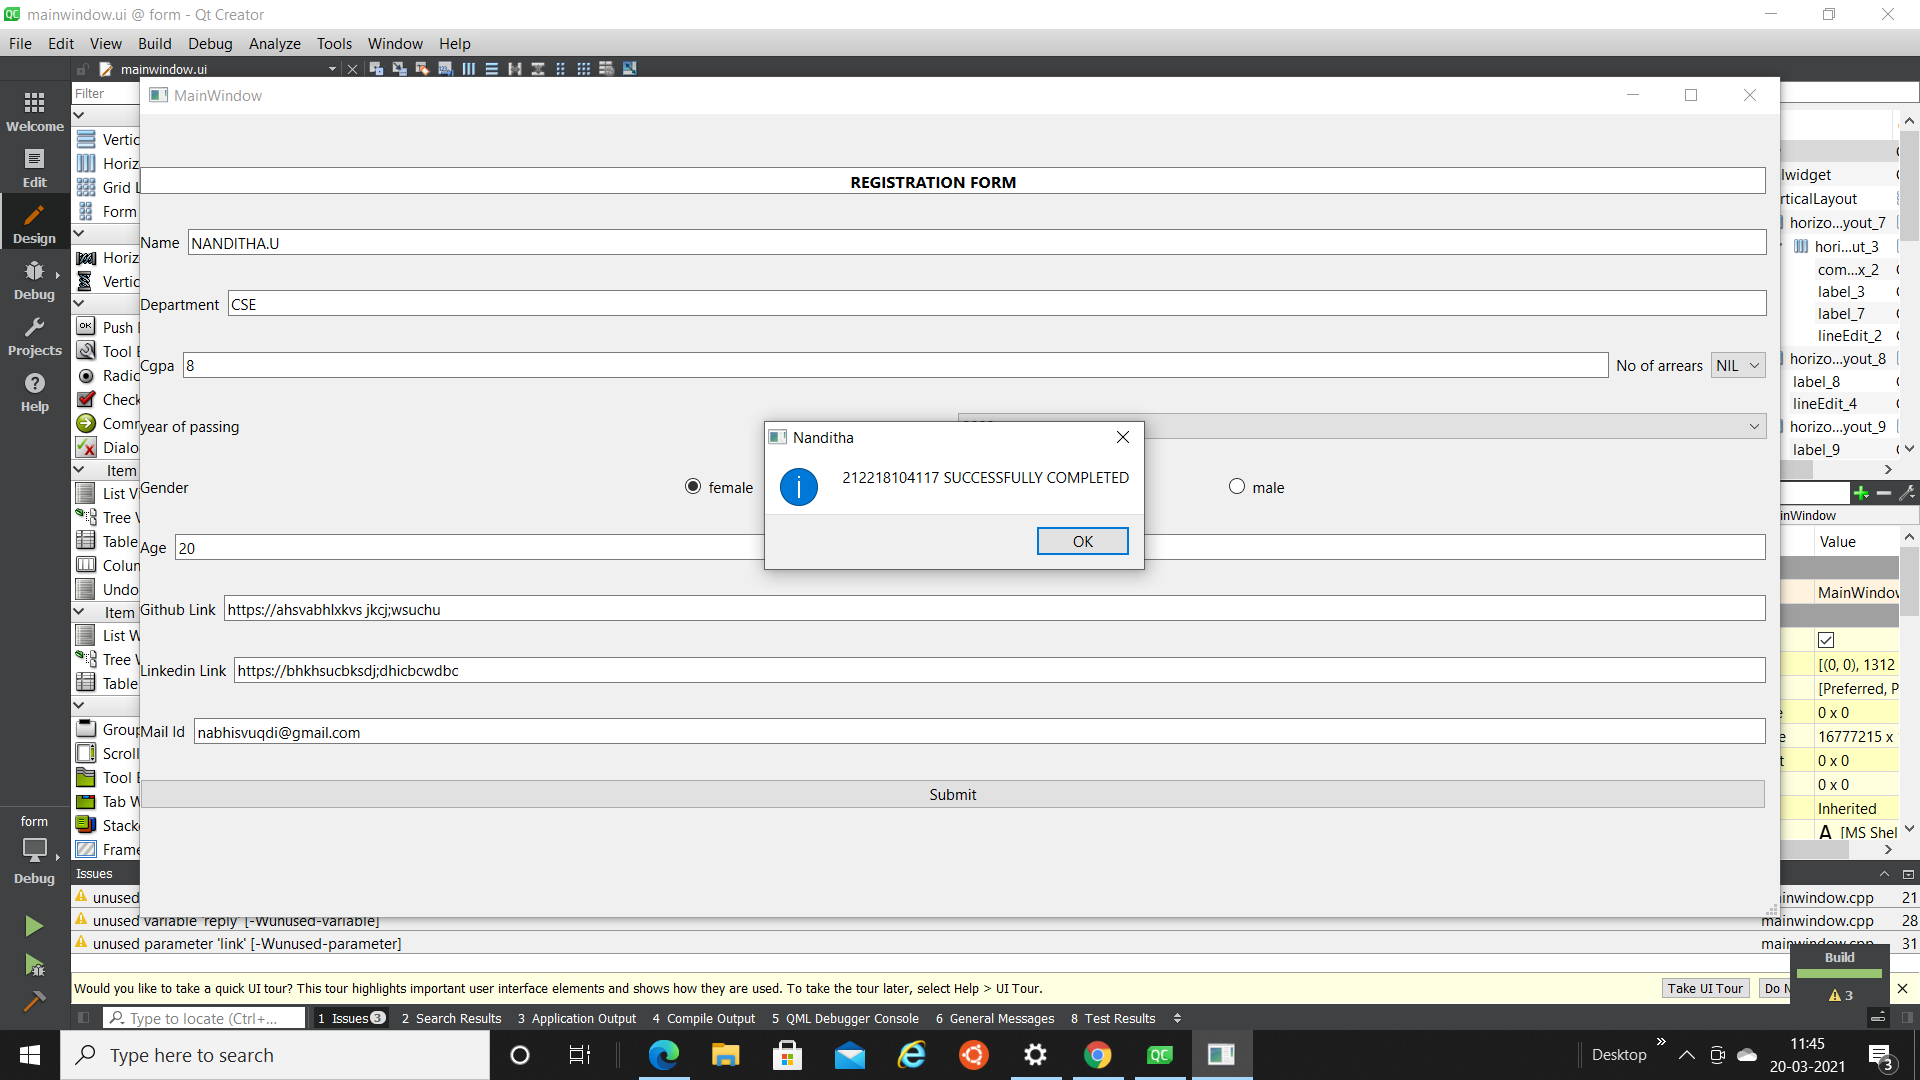 mainwindow.ui @ form - Qt Creator
File Edit View Build Debug Analyze Tools Window Help
mainwindow.ui
Filter
MainWindow
Welcome
Edit
Design
Debug
Projects
Help
Vertic
Horiz
Grid L
Form
Horiz
Vertic
Push
Tool
Radio
Check
Comm
Dialo
Item
List V
Tree V
Table
Colum
Undo
Item
List W
Tree
Table
Group
Scroll
Tool
Tab W
Stack
Frame
REGISTRATION FORM
Name NANDITHA.U
Department CSE
Cgpa 8 No of arrears NIL
year of passing
Gender female male
Age 20
Github Link https://ahsvabhlxkvs jkcj;wsuchu
Linkedin Link https://bhkhsucbksdj;dhicbcwdbc
Mail Id nabhisvuqdi@gmail.com
Submit
Nanditha
212218104117 SUCCESSFULLY COMPLETED
OK
lwidget
rticalLayout
horizo...yout_7
hori...ut_3
com...x_2
label_3
label_7
lineEdit_2
horizo...yout_8
label_8
lineEdit_4
horizo...yout_9
label_9
inWindow
Value
MainWindow
[(0, 0), 1312
[Preferred, P
0 x 0
16777215 x
0 x 0
0 x 0
Inherited
A [MS Shel
form
Debug
Issues
unused mainwindow.cpp 21
unused variable 'reply' [-Wunused-variable] mainwindow.cpp 28
unused parameter 'link' [-Wunused-parameter] mainwindow.cpp 31
Build
3
Would you like to take a quick UI tour? This tour highlights important user interface elements and shows how they are used. To take the tour later, select Help > UI Tour.
Take UI Tour Do N
Type to locate (Ctrl+... 1 Issues 3 2 Search Results 3 Application Output 4 Compile Output 5 QML Debugger Console 6 General Messages 8 Test Results
Type here to search
Desktop
11:45
20-03-2021
3